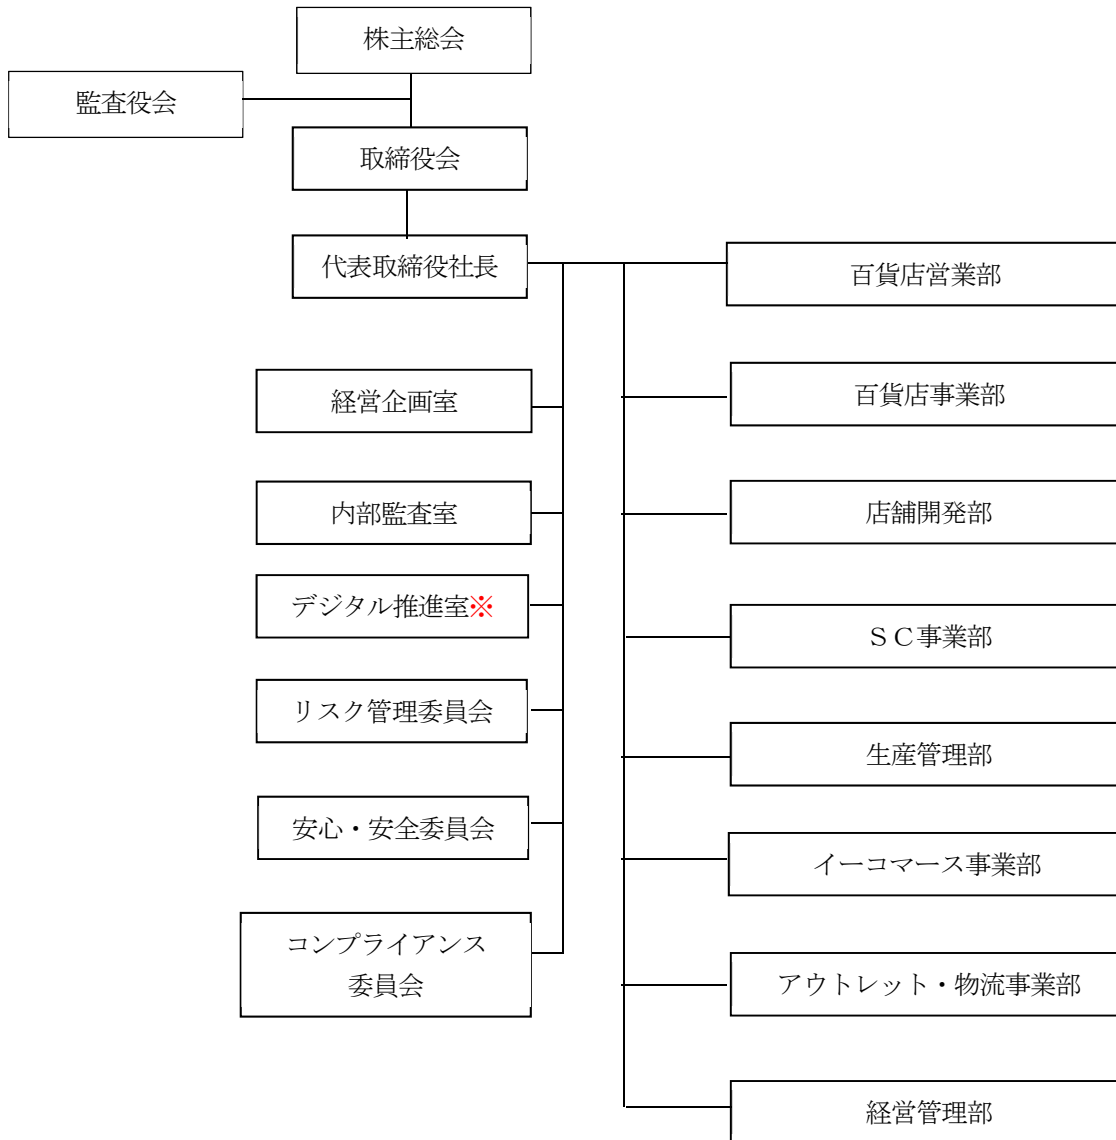 株主総会
監査役会
取締役会
代表取締役社長
経営企画室
内部監査室
デジタル推進室※
リスク管理委員会
安心・安全委員会
コンプライアンス
委員会
百貨店営業部
百貨店事業部
店舗開発部
ＳＣ事業部
生産管理部
イーコマース事業部
アウトレット・物流事業部
経営管理部